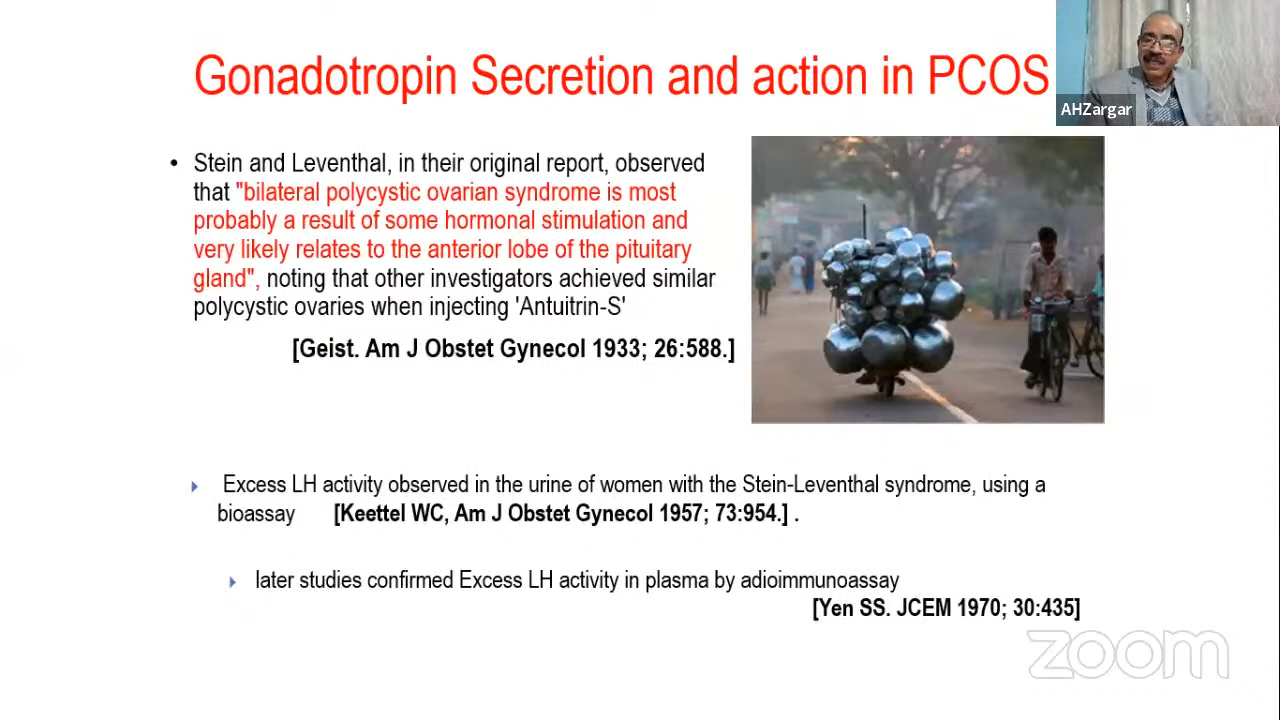 Gonadotropin Secretion and action in PCOS
AHZargar
• Stein and Leventhal, in their original report, observed
that "bilateral polycystic ovarian syndrome is most
probably a result of some hormonal stimulation and
very likely relates to the anterior lobe of the pituitary
gland", noting that other investigators achieved similar
polycystic ovaries when injecting 'Antuitrin-S'
[Geist. Am J Obstet Gynecol 1933; 26:588.]
Excess LH activity observed in the urine of women with the Stein-Leventhal syndrome, using a
bioassay [Keettel WC, Am J Obstet Gynecol 1957; 73:954.] .
later studies confirmed Excess LH activity in plasma by adioimmunoassay
[Yen SS. JCEM 1970; 30:435]
zoom